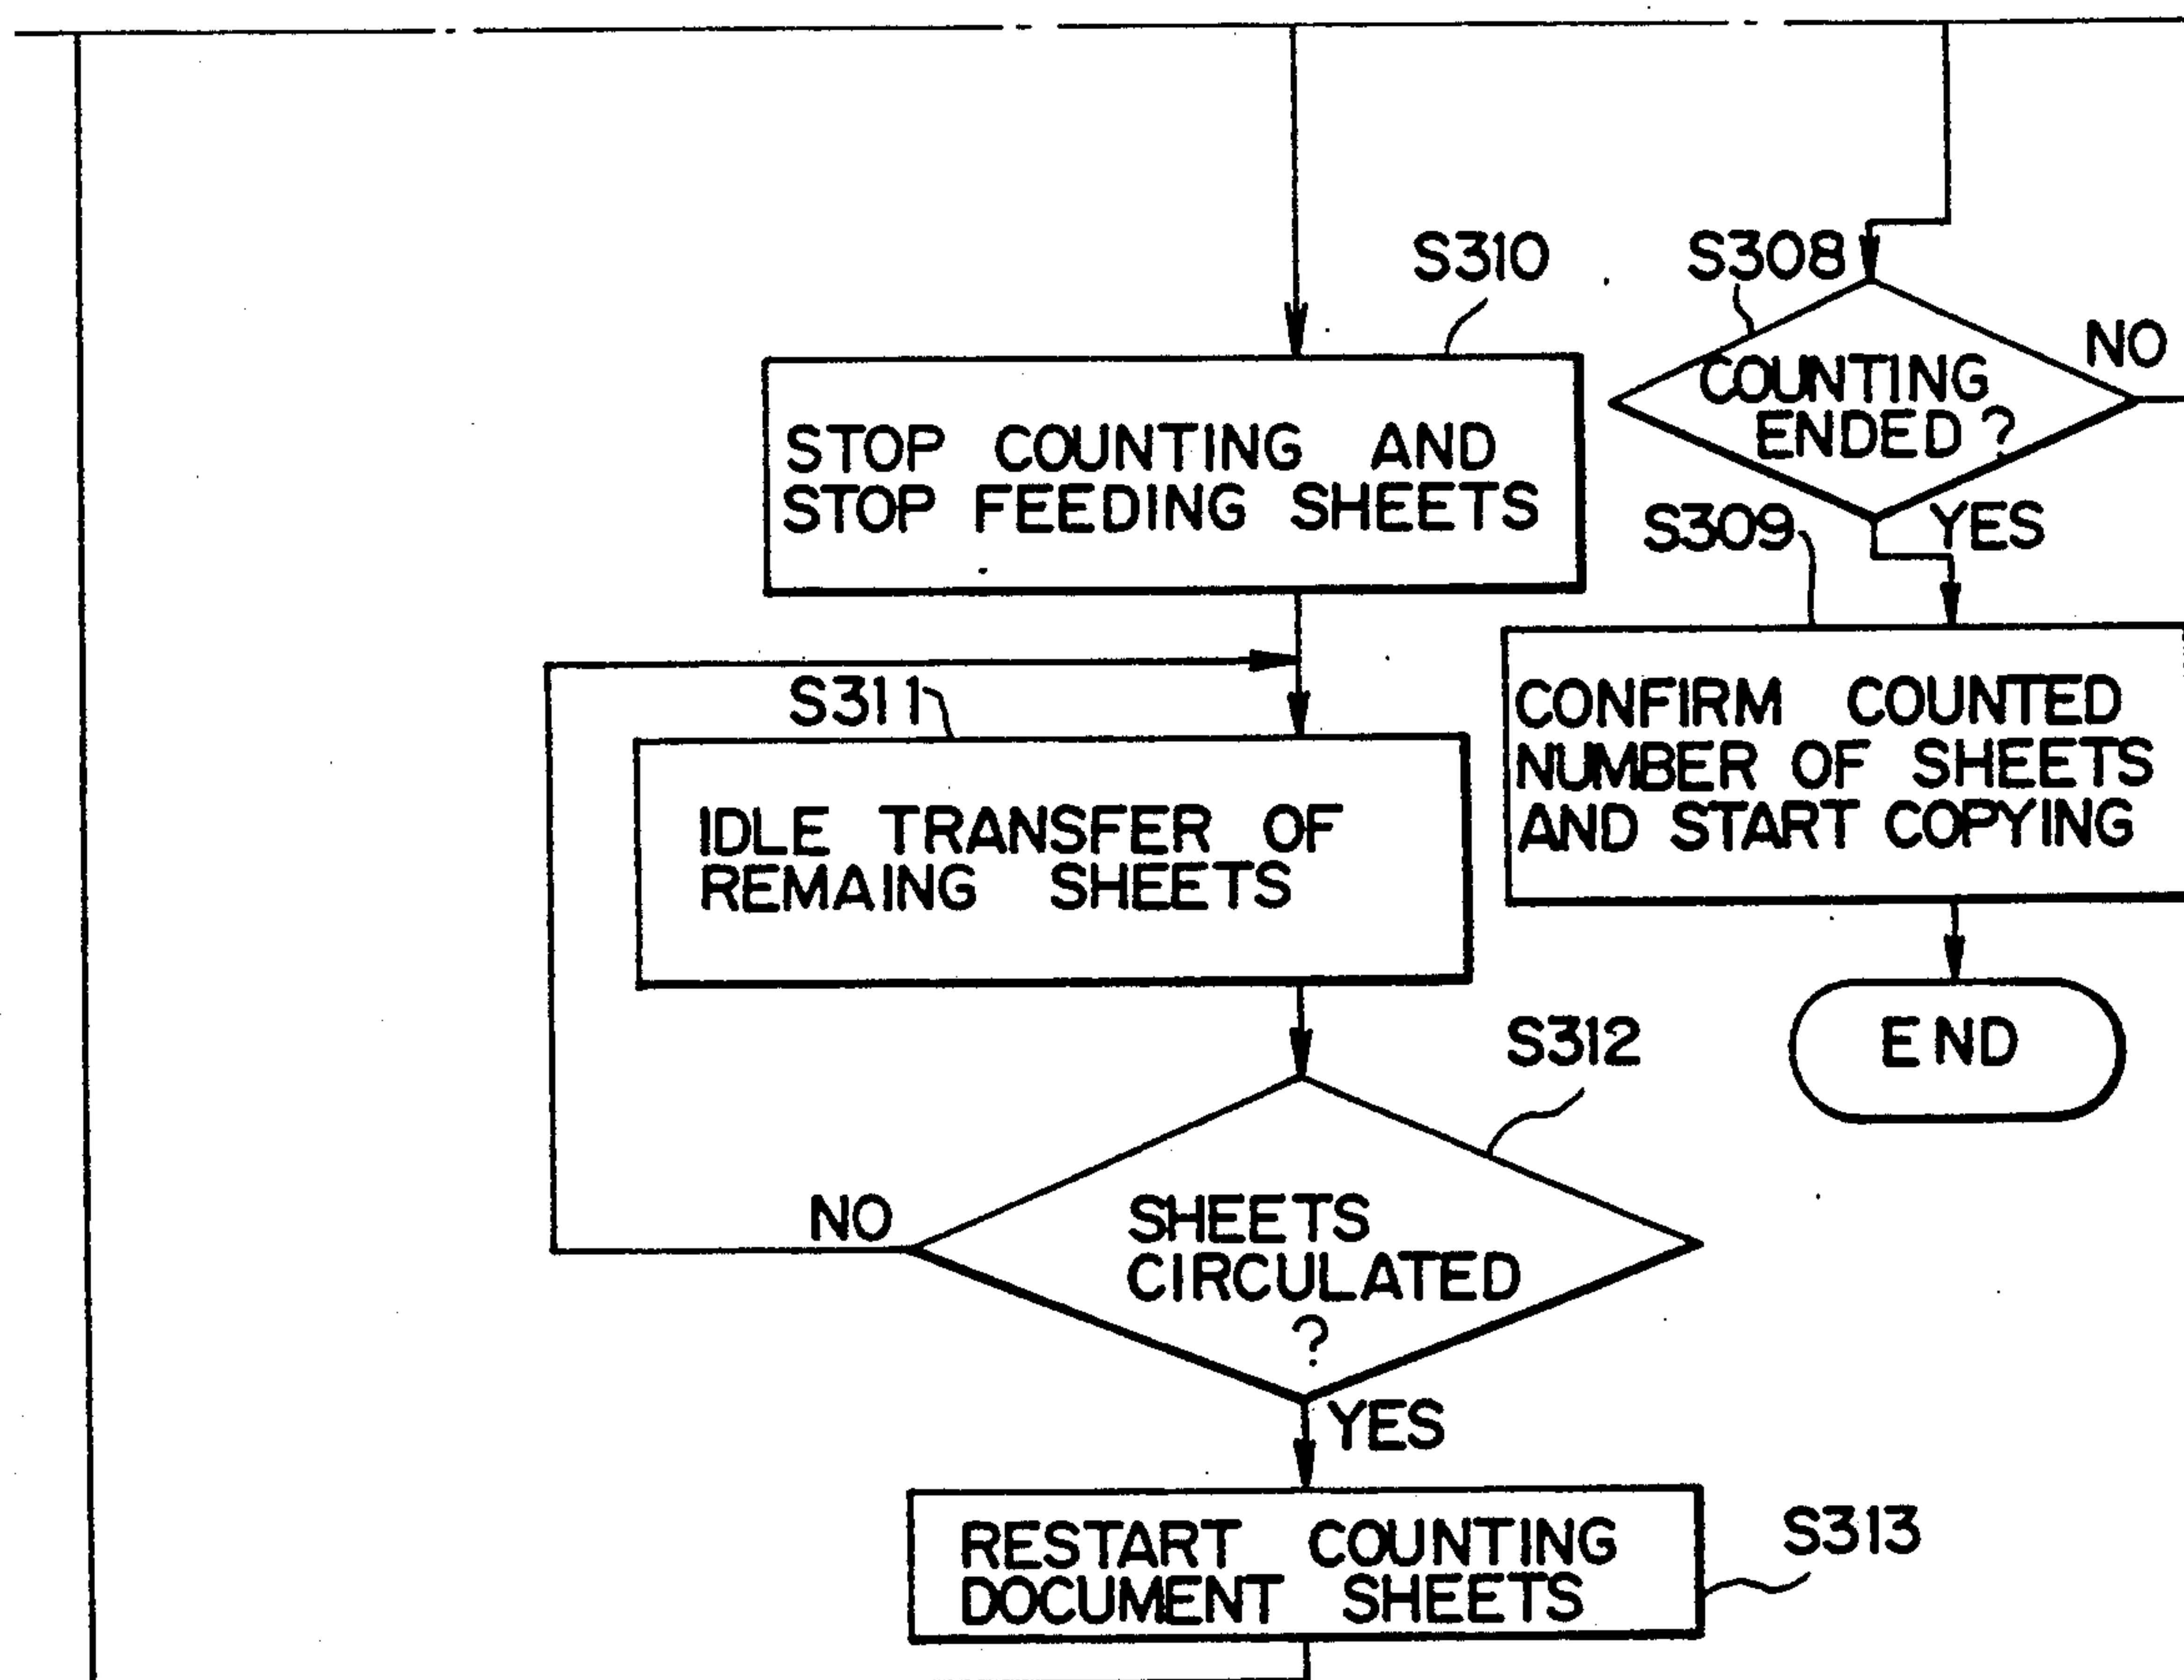 S310
STOP COUNTING AND
STOP FEEDING SHEETS
S308
COUNTING
ENDED ?
NO
YES
S309
CONFIRM COUNTED
NUMBER OF SHEETS
AND START COPYING
END
S311
IDLE TRANSFER OF
REMAING SHEETS
S312
SHEETS
CIRCULATED
?
NO
YES
RESTART COUNTING
DOCUMENT SHEETS
S313